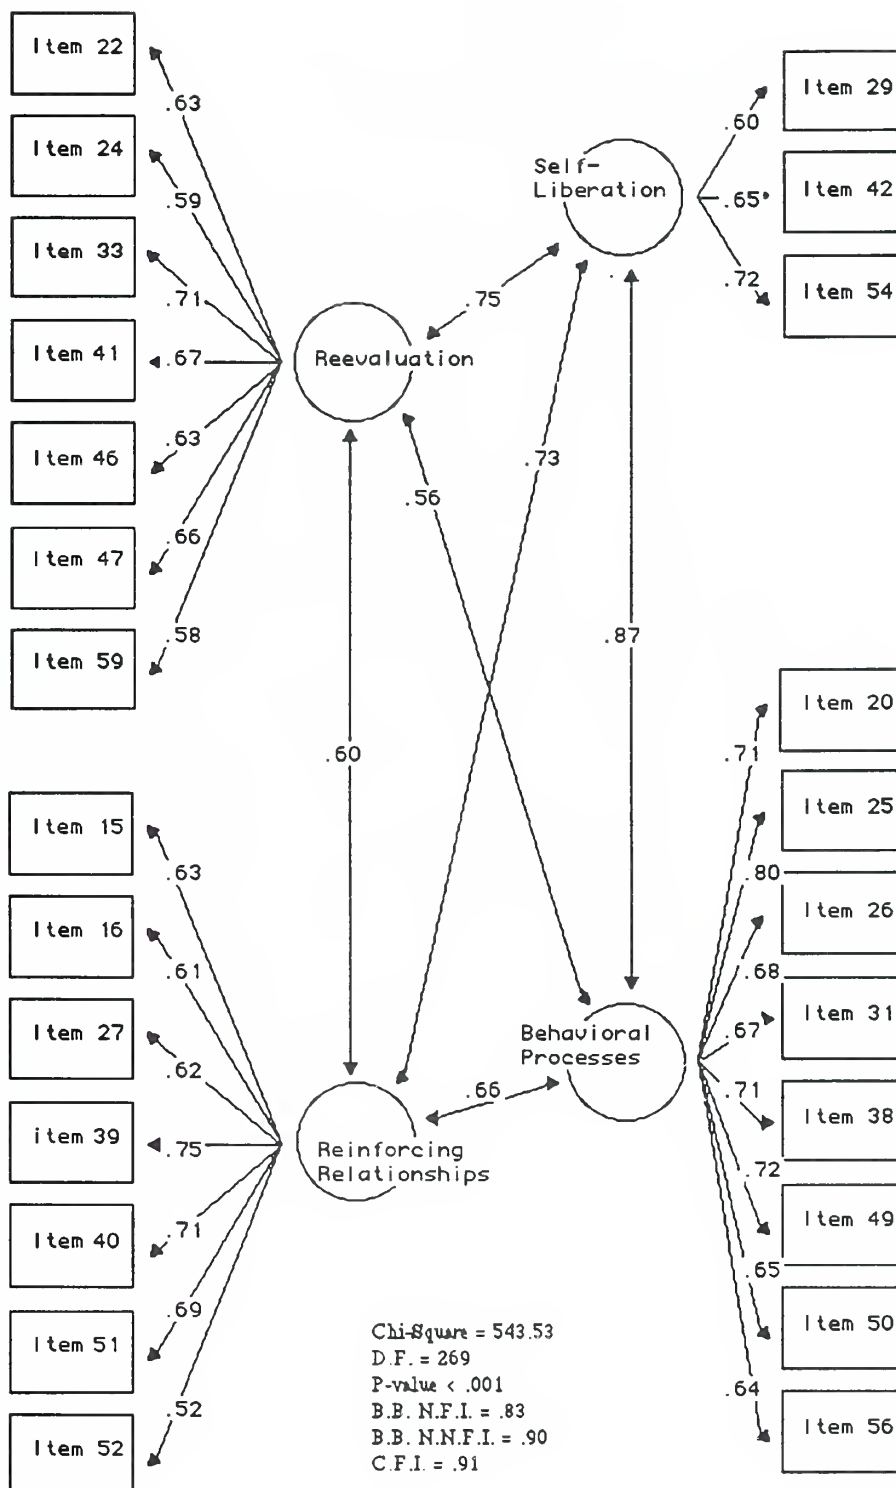 Item 22
.63
Item 24
.59
Item 33
.71
Item 41
.67
Item 46
.63
Item 47
.66
Item 59
.58
Self-
Liberation
Item 29
.60
Item 42
.65
Item 54
.72
.75
Reevaluation
.73
.56
.87
.60
Item 15
.63
Item 16
.61
Item 27
.62
item 39
.75
Item 40
.71
Item 51
.69
Item 52
.52
Item 20
.71
Item 25
.80
Item 26
.68
Item 31
.67
Item 38
.71
Item 49
.72
Item 50
.65
Item 56
.64
Behavioral
Processes
.66
Reinforcing
Relationships
Chi-Square = 543.53
D.F. = 269
P-value < .001
B.B. N.F.I. = .83
B.B. N.N.F.I. = .90
C.F.I. = .91